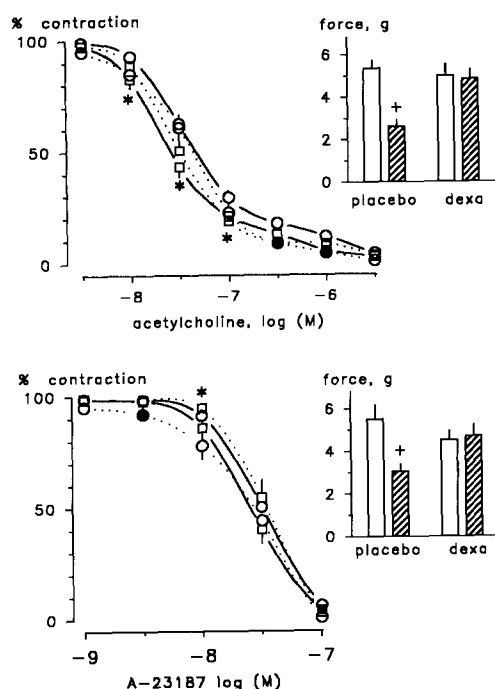 % contraction
100
50
0
*
*
*
-8
-7
-6
acetylcholine, log (M)
force, g
6
4
2
0
+
placebo
dexa
% contraction
100
50
0
*
-9
-8
-7
A-23187 log (M)
force, g
6
4
2
0
+
placebo
dexa